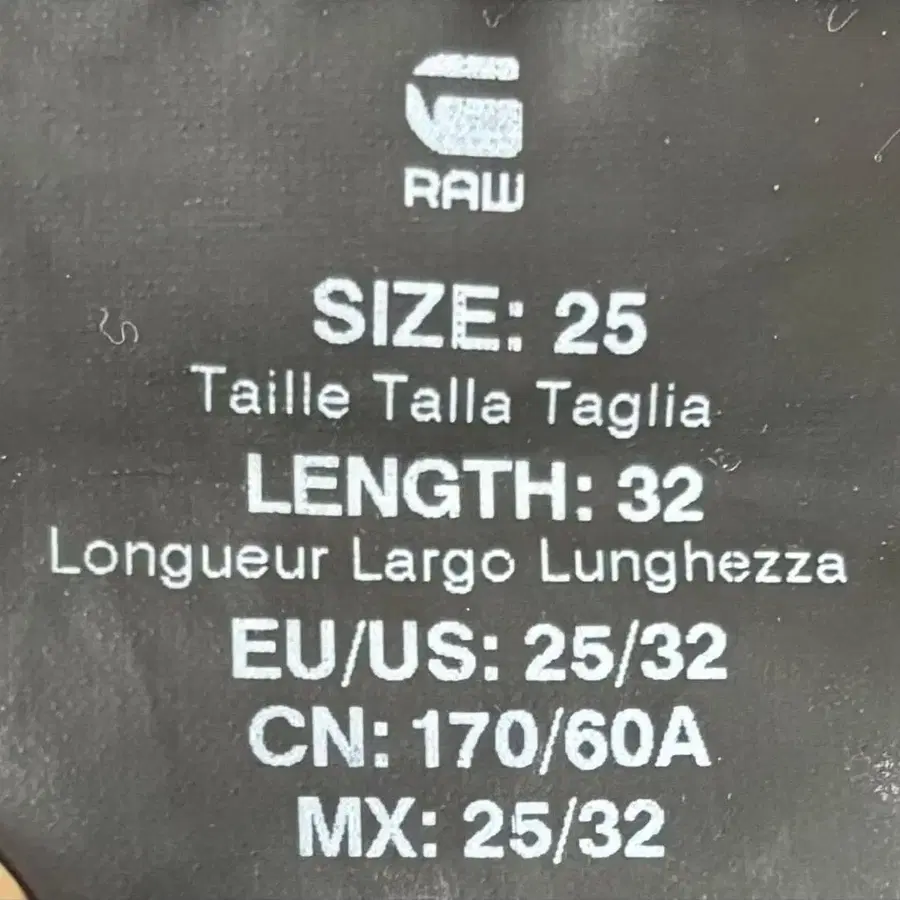 G
RAW
SIZE: 25
Taille Talla Taglia
LENGTH: 32
Longueur Largo Lunghezza
EU/US: 25/32
CN: 170/60A
MX: 25/32